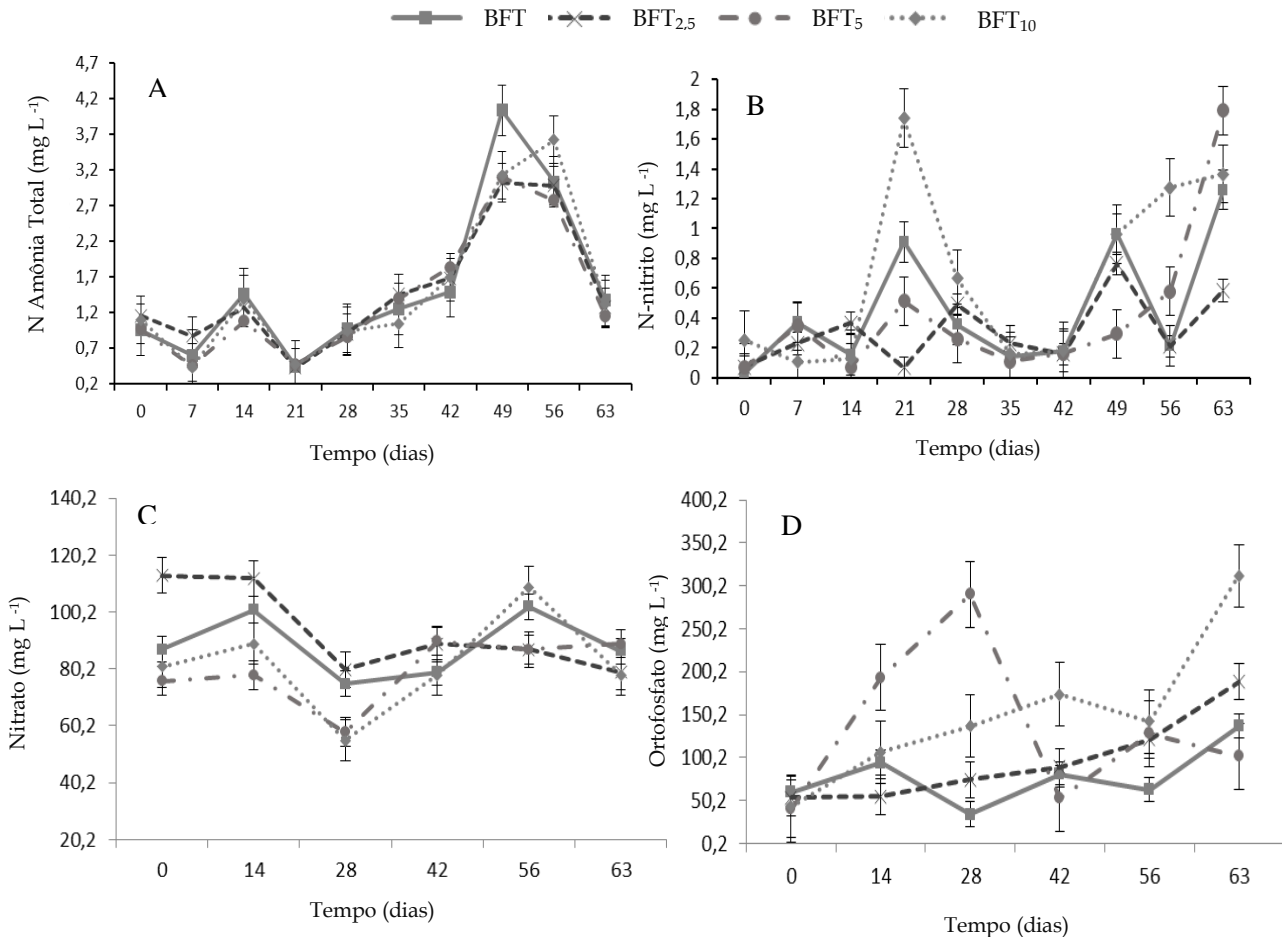 BFT BFT2,5 BFT5 BFT10
A
N Amônia Total (mg L -1)
4,7
4,2
3,7
3,2
2,7
2,2
1,7
1,2
0,7
0,2
0 7 14 21 28 35 42 49 56 63
Tempo (dias)
B
N-nitrito (mg L -1)
2
1,8
1,6
1,4
1,2
1
0,8
0,6
0,4
0,2
0
0 7 14 21 28 35 42 49 56 63
Tempo (dias)
C
Nitrato (mg L-1)
140,2
120,2
100,2
80,2
60,2
40,2
20,2
0 14 28 42 56 63
Tempo (dias)
D
Ortofosfato (mg L-1)
400,2
350,2
300,2
250,2
200,2
150,2
100,2
50,2
0,2
0 14 28 42 56 63
Tempo (dias)